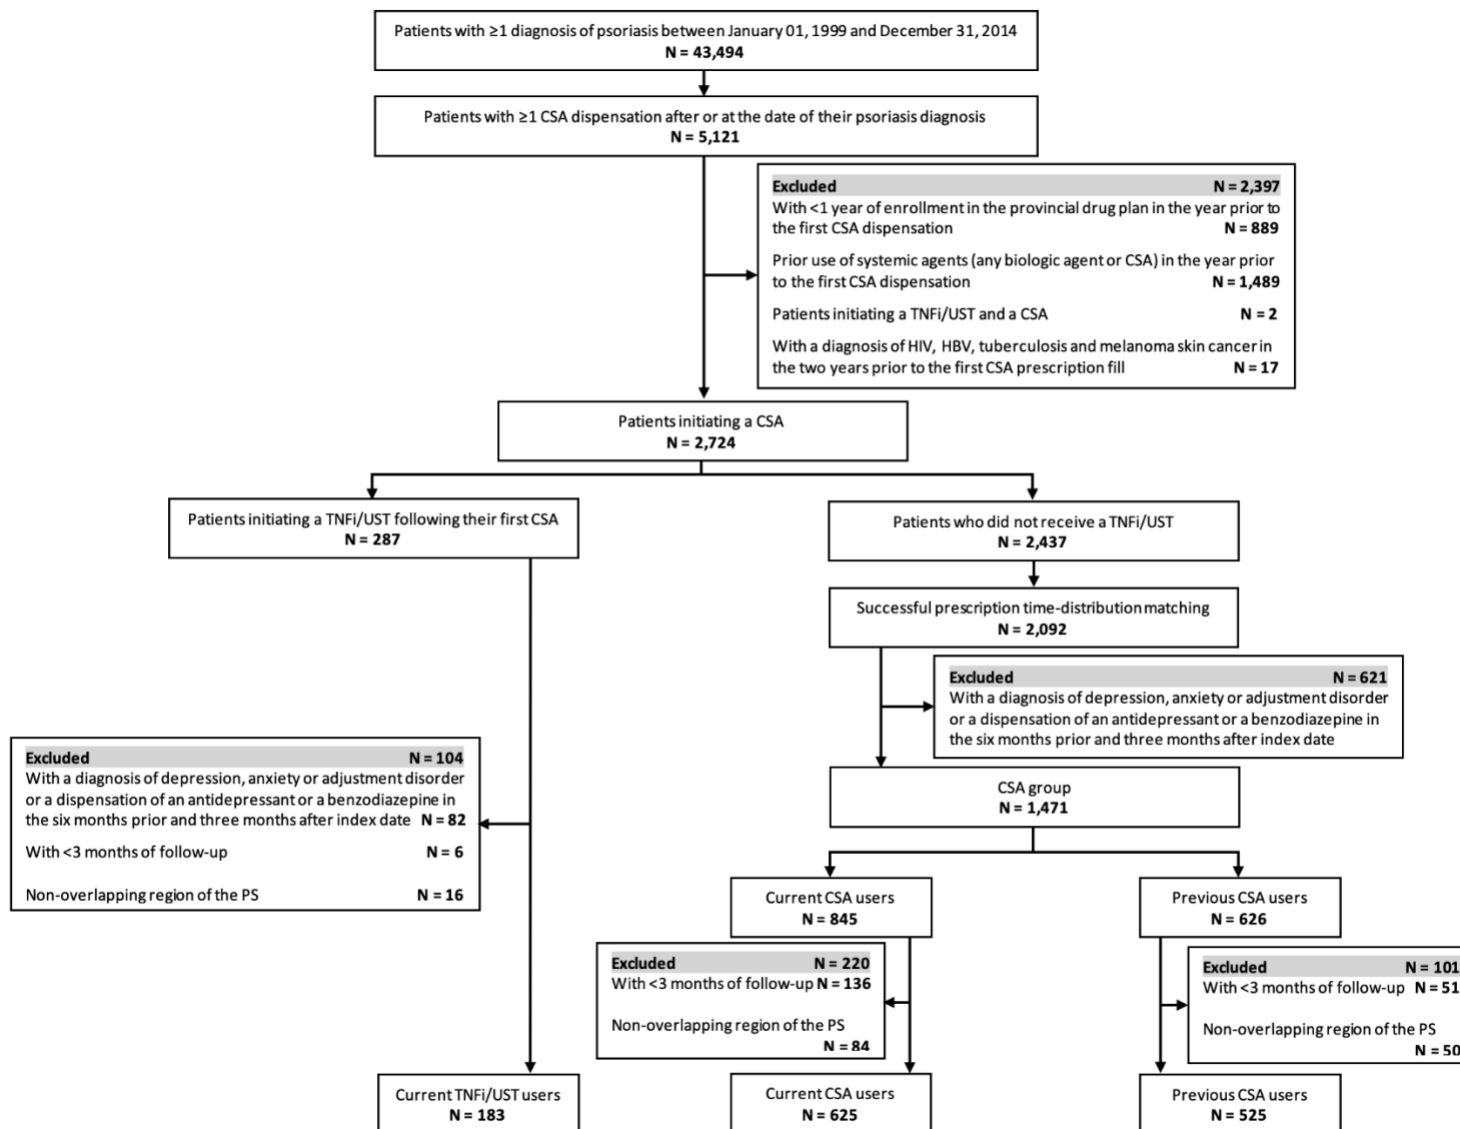 Patients with ≥1 diagnosis of psoriasis between January 01, 1999 and December 31, 2014
N = 43,494
Patients with ≥1 CSA dispensation after or at the date of their psoriasis diagnosis
N = 5,121
Excluded N = 2,397
With <1 year of enrollment in the provincial drug plan in the year prior to
the first CSA dispensation N = 889
Prior use of systemic agents (any biologic agent or CSA) in the year prior
to the first CSA dispensation N = 1,489
Patients initiating a TNFi/UST and a CSA N = 2
With a diagnosis of HIV, HBV, tuberculosis and melanoma skin cancer in
the two years prior to the first CSA prescription fill N = 17
Patients initiating a CSA
N = 2,724
Patients initiating a TNFi/UST following their first CSA
N = 287
Patients who did not receive a TNFi/UST
N = 2,437
Successful prescription time-distribution matching
N = 2,092
Excluded N = 621
With a diagnosis of depression, anxiety or adjustment disorder
or a dispensation of an antidepressant or a benzodiazepine in
the six months prior and three months after index date
Excluded N = 104
With a diagnosis of depression, anxiety or adjustment disorder
or a dispensation of an antidepressant or a benzodiazepine in
the six months prior and three months after index date N = 82
With <3 months of follow-up N = 6
Non-overlapping region of the PS N = 16
CSA group
N = 1,471
Current CSA users
N = 845
Previous CSA users
N = 626
Excluded N = 220
With <3 months of follow-up N = 136
Non-overlapping region of the PS
N = 84
Excluded N = 101
With <3 months of follow-up N = 51
Non-overlapping region of the PS
N = 50
Current TNFi/UST users
N = 183
Current CSA users
N = 625
Previous CSA users
N = 525